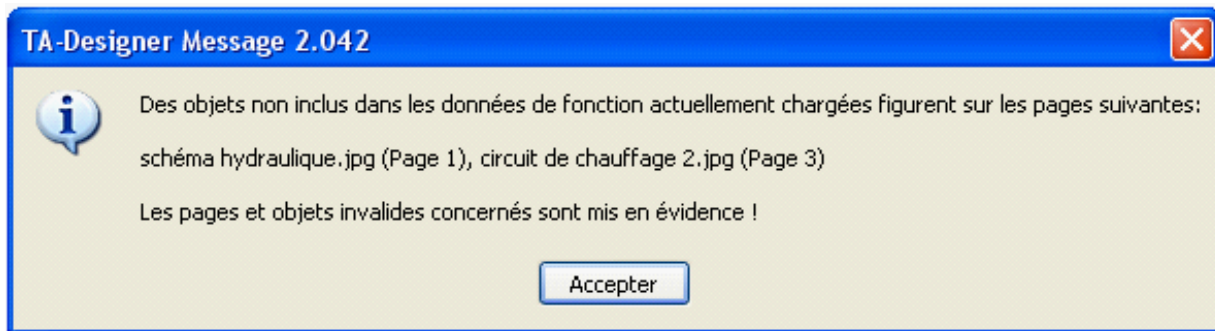 TA-Designer Message 2.042
Des objets non inclus dans les données de fonction actuellement chargées figurent sur les pages suivantes:
schéma hydraulique.jpg (Page 1), circuit de chauffage 2.jpg (Page 3)
Les pages et objets invalides concernés sont mis en évidence !
Accepter